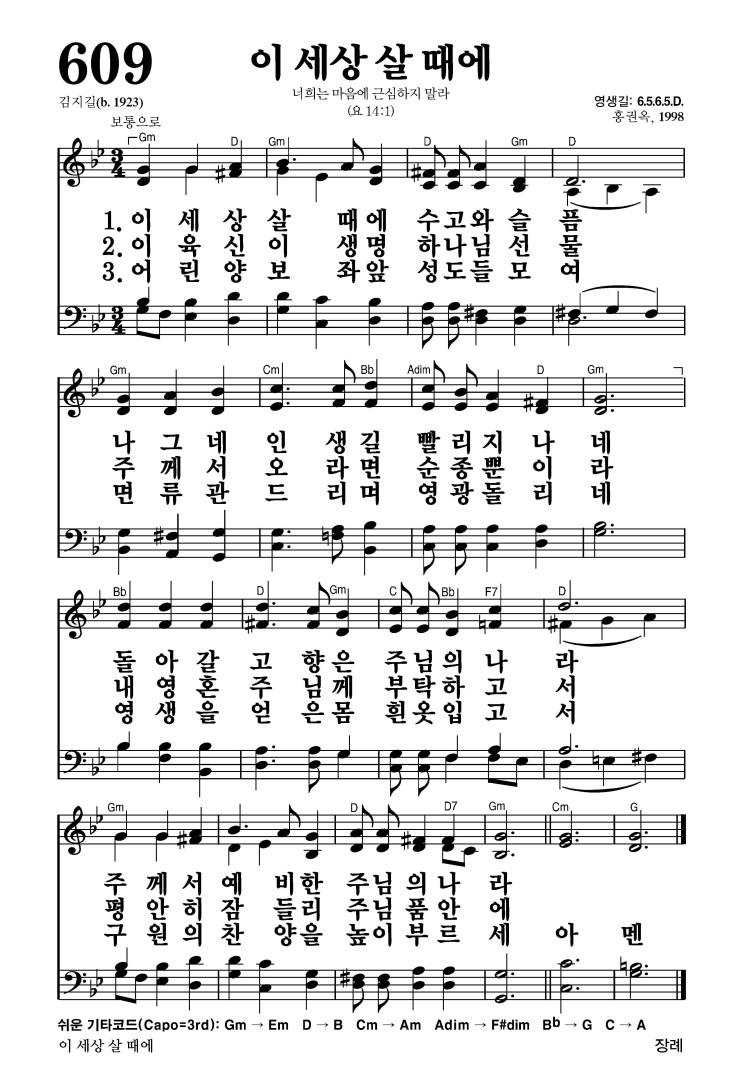 609
이 세상 살 때에
너희는 마음에 근심하지 말라
(요 14:1)
김지길(b. 1923)
영생길: 6.5.6.5.D.
홍권옥, 1998
보통으로
Gm D Gm D Gm D
1. 이 세 상 살 때 에 수 고 와 슬 픔
2. 이 육 신 이 생 명 하 나 님 선 물
3. 어 린 양 보 좌 앞 성 도 들 모 여
Gm Cm Bb Adim D Gm
나 그 네 인 생 길 빨 리 지 나 네
주 께 서 오 라 면 순 종 뿐 이 라
면 류 관 드 리 며 영 광 돌 리 네
Bb D Gm C Bb F7 D
돌 아 갈 고 향 은 주 님 의 나 라
내 영 혼 주 님 께 부 탁 하 고 서
영 생 을 얻 은 몸 흰 옷 입 고 서
Gm D D7 Gm Cm G
주 께 서 예 비 한 주 님 의 나 라
평 안 히 잠 들 리 주 님 품 안 에
구 원 의 찬 양 을 높 이 부 르 세 아 멘
쉬운 기타코드(Capo=3rd): Gm → Em D → B Cm → Am Adim → F#dim Bb → G C → A
이 세상 살 때에
장례